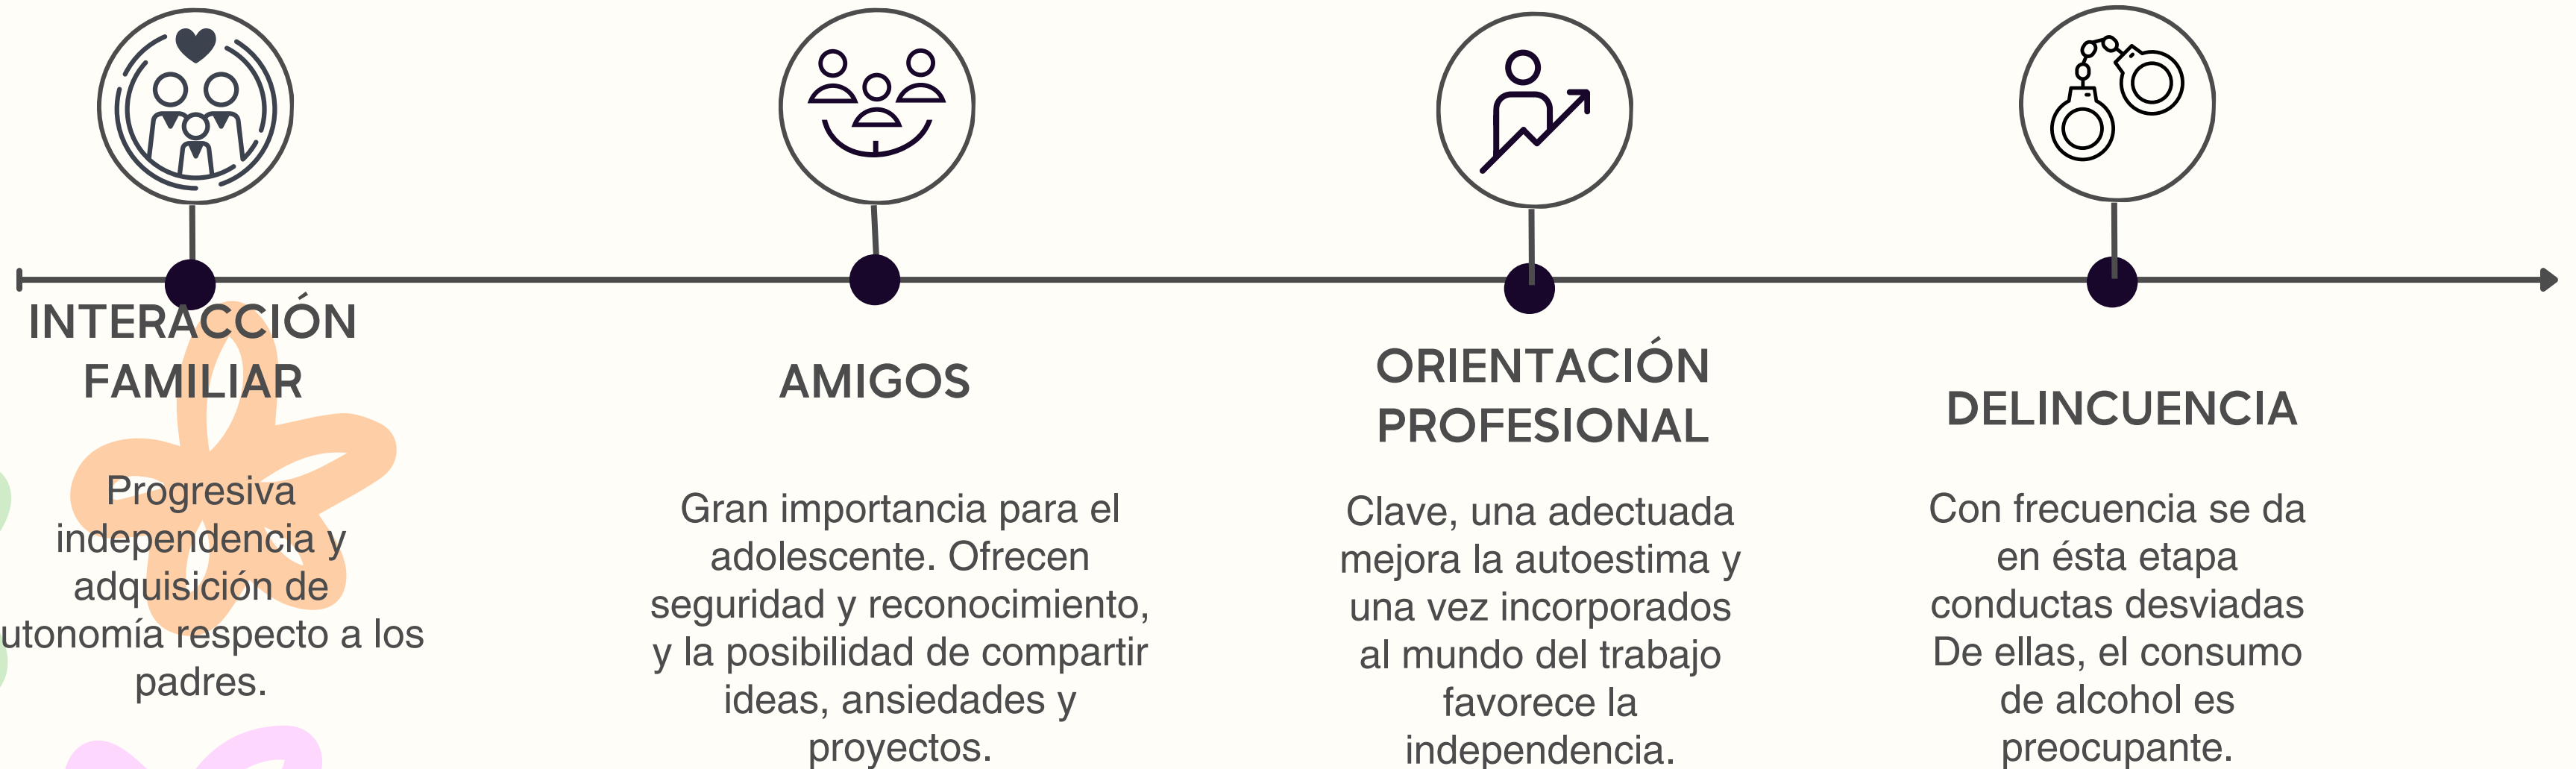 INTERACCIÓN
FAMILIAR
Progresiva
independencia y
adquisición de
utonomía respecto a los
padres.
AMIGOS
Gran importancia para el
adolescente. Ofrecen
seguridad y reconocimiento,
y la posibilidad de compartir
ideas, ansiedades y
proyectos.
ORIENTACIÓN
PROFESIONAL
Clave, una adecuada
mejora la autoestima y
una vez incorporados
al mundo del trabajo
favorece la
independencia.
DELINCUENCIA
Con frecuencia se da
en ésta etapa
conductas desviadas
De ellas, el consumo
de alcohol es
preocupante.